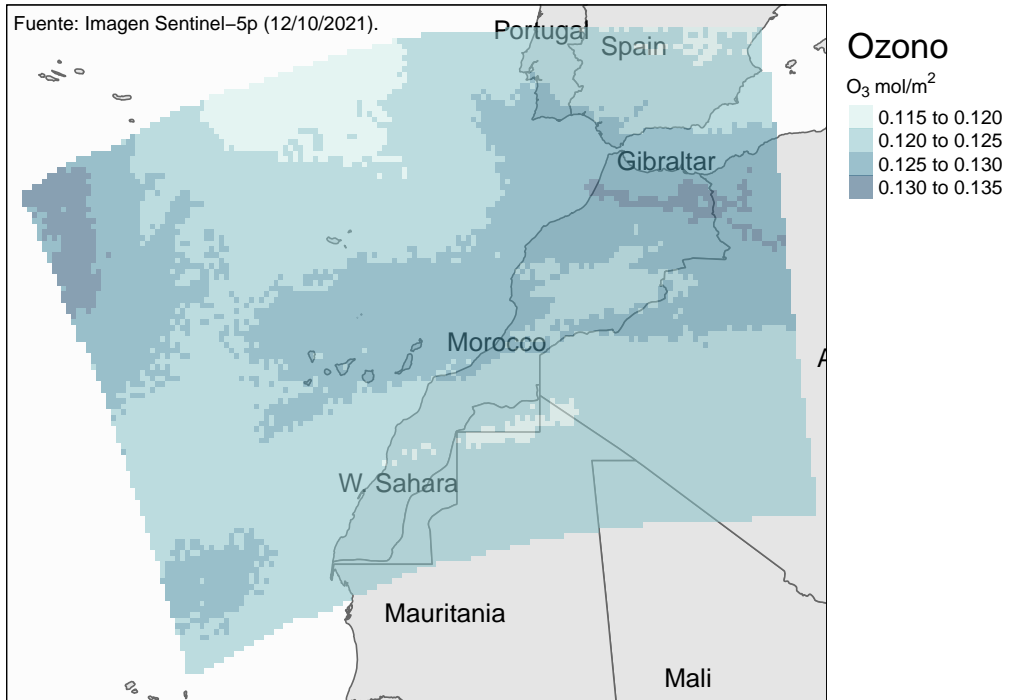 Fuente: Imagen Sentinel−5p (12/10/2021).
Portugal
Spain
Gibraltar
Morocco
A
W. Sahara
Mauritania
Mali
Ozono
O₃ mol/m²
0.115 to 0.120
0.120 to 0.125
0.125 to 0.130
0.130 to 0.135